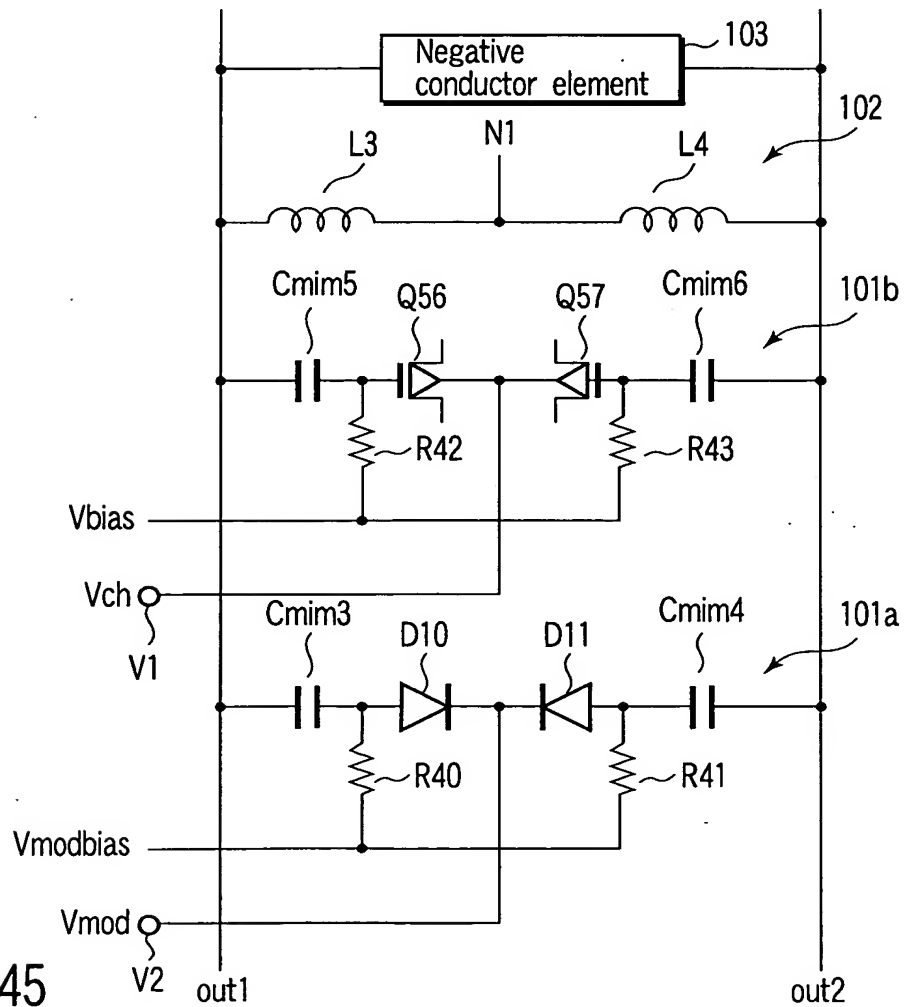 Negative
conductor element
103
102
N1
L3
L4
Cmim5
Q56
Q57
Cmim6
101b
R42
R43
Vbias
Vch
V1
Cmim3
D10
D11
Cmim4
101a
R40
R41
Vmodbias
Vmod
V2
45
out1
out2